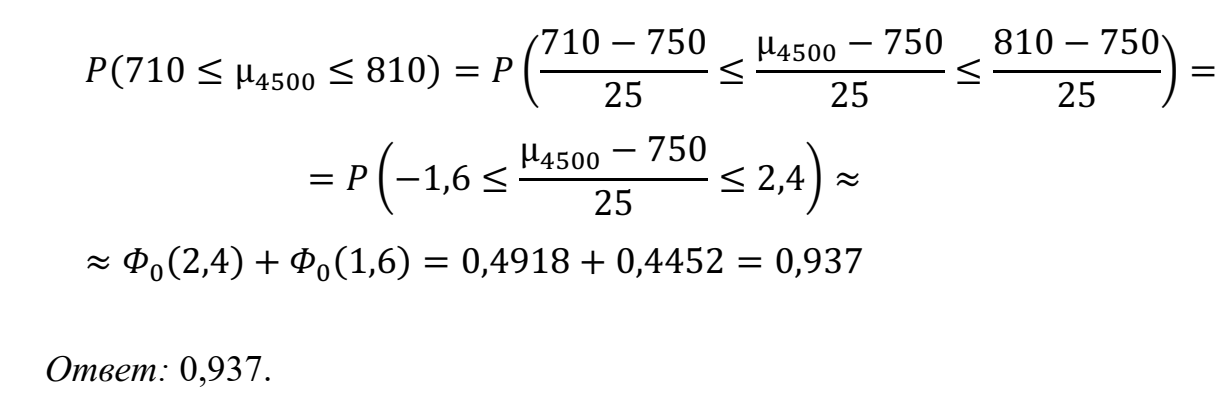 P(710 ≤ μ₄₅₀₀ ≤ 810) = P((710 − 750)/25 ≤ (μ₄₅₀₀ − 750)/25 ≤ (810 − 750)/25) =
= P(−1,6 ≤ (μ₄₅₀₀ − 750)/25 ≤ 2,4) ≈
≈ Φ₀(2,4) + Φ₀(1,6) = 0,4918 + 0,4452 = 0,937
Ответ: 0,937.